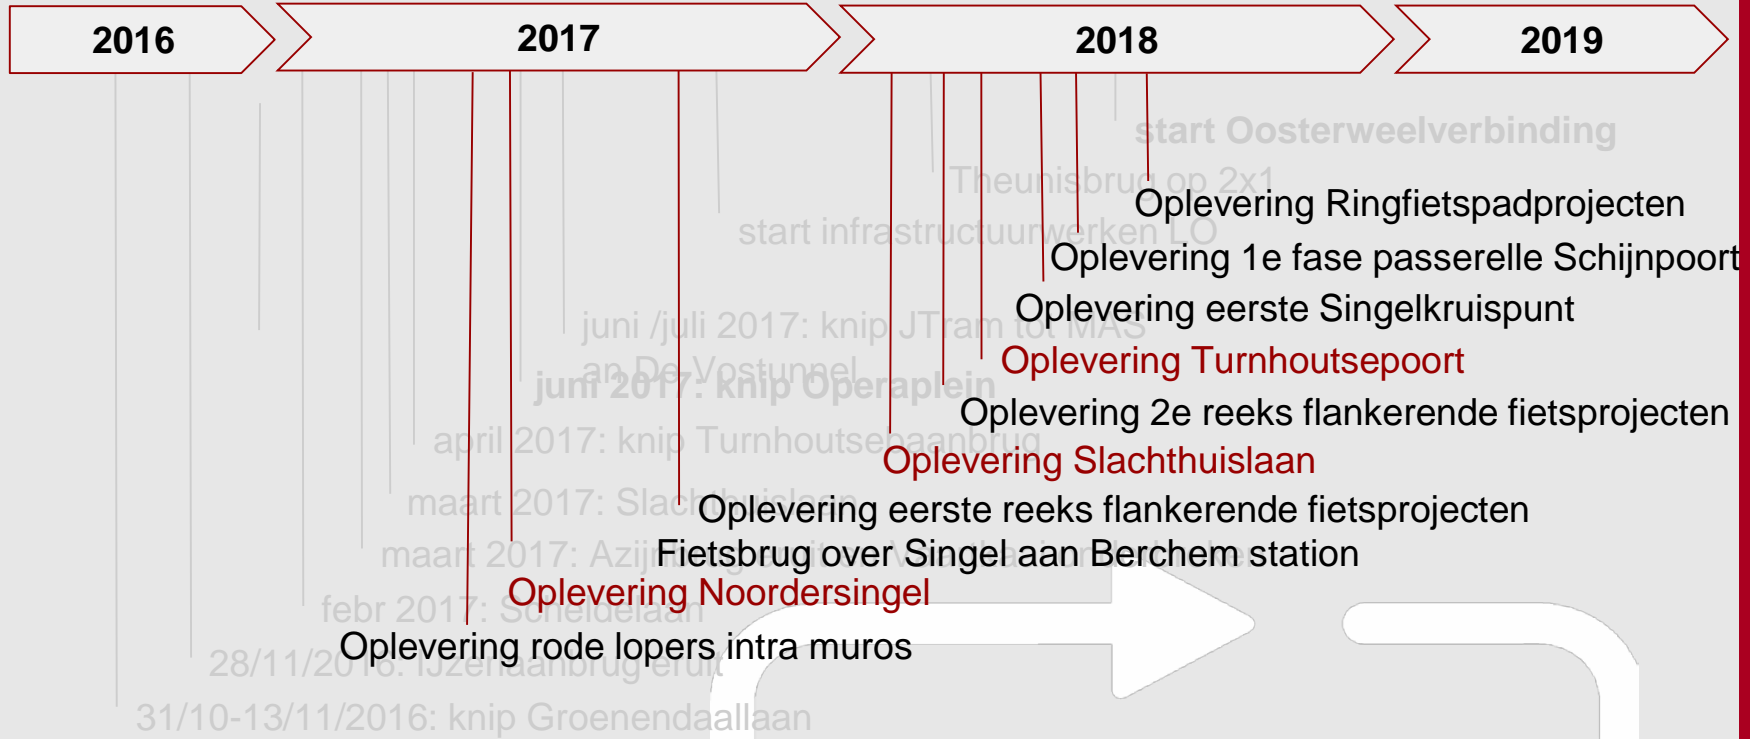 2016
2017
2018
2019
start Oosterweelverbinding
Theunisbrug op 2x1
Oplevering Ringfietspadprojecten
start infrastructuurwerken LO
Oplevering 1e fase passerelle Schijnpoort
Oplevering eerste Singelkruispunt
juni /juli 2017: knip JTram tot MAS
an De Vostunnel
Oplevering Turnhoutsepoort
juni 2017: knip Operaplein
Oplevering 2e reeks flankerende fietsprojecten
april 2017: knip Turnhoutsebaanbrug
Oplevering Slachthuislaan
maart 2017: Slachthuislaan
Oplevering eerste reeks flankerende fietsprojecten
maart 2017:
Fietsbrug over Singel aan Berchem station
Oplevering Noordersingel
febr 2017: Scheldelaan
Oplevering rode lopers intra muros
28/11/2016: IJzerlaanbrug eruit
31/10-13/11/2016: knip Groenendaallaan